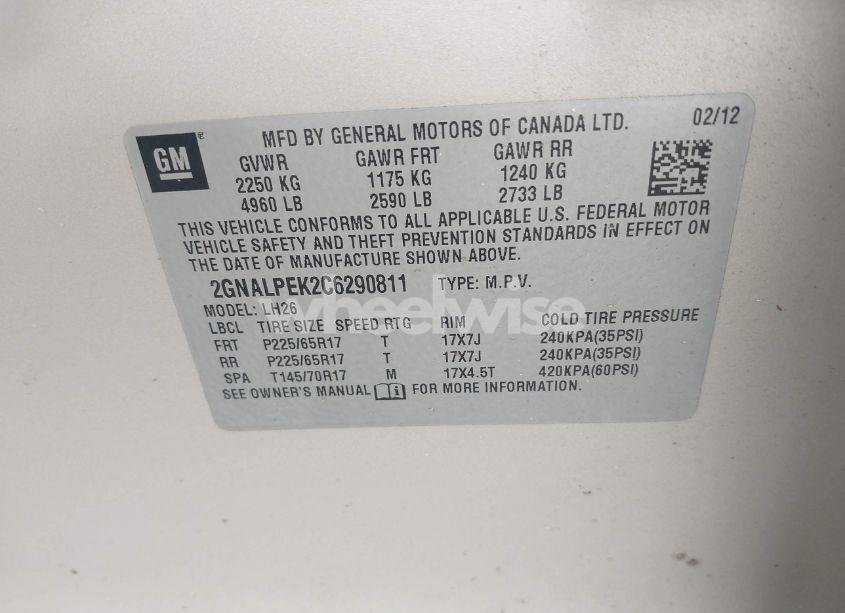 MFD BY GENERAL MOTORS OF CANADA LTD. 02/12
GM
GVWR GAWR FRT GAWR RR
2250 KG 1175 KG 1240 KG
4960 LB 2590 LB 2733 LB
THIS VEHICLE CONFORMS TO ALL APPLICABLE U.S. FEDERAL MOTOR
VEHICLE SAFETY AND THEFT PREVENTION STANDARDS IN EFFECT ON
THE DATE OF MANUFACTURE SHOWN ABOVE.
2GNALPEK2C6290811 TYPE: M.P.V.
MODEL: LH26
wheelwise
LBCL TIRE SIZE SPEED RTG RIM COLD TIRE PRESSURE
FRT P225/65R17 T 17X7J 240KPA(35PSI)
RR P225/65R17 T 17X7J 240KPA(35PSI)
SPA T145/70R17 M 17X4.5T 420KPA(60PSI)
SEE OWNER'S MANUAL FOR MORE INFORMATION.